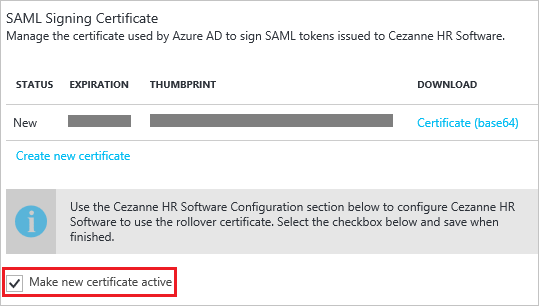 SAML Signing Certificate
Manage the certificate used by Azure AD to sign SAML tokens issued to Cezanne HR Software.
STATUS EXPIRATION THUMBPRINT DOWNLOAD
New Certificate (base64)
Create new certificate
Use the Cezanne HR Software Configuration section below to configure Cezanne HR
Software to use the rollover certificate. Select the checkbox below and save when
finished.
Make new certificate active